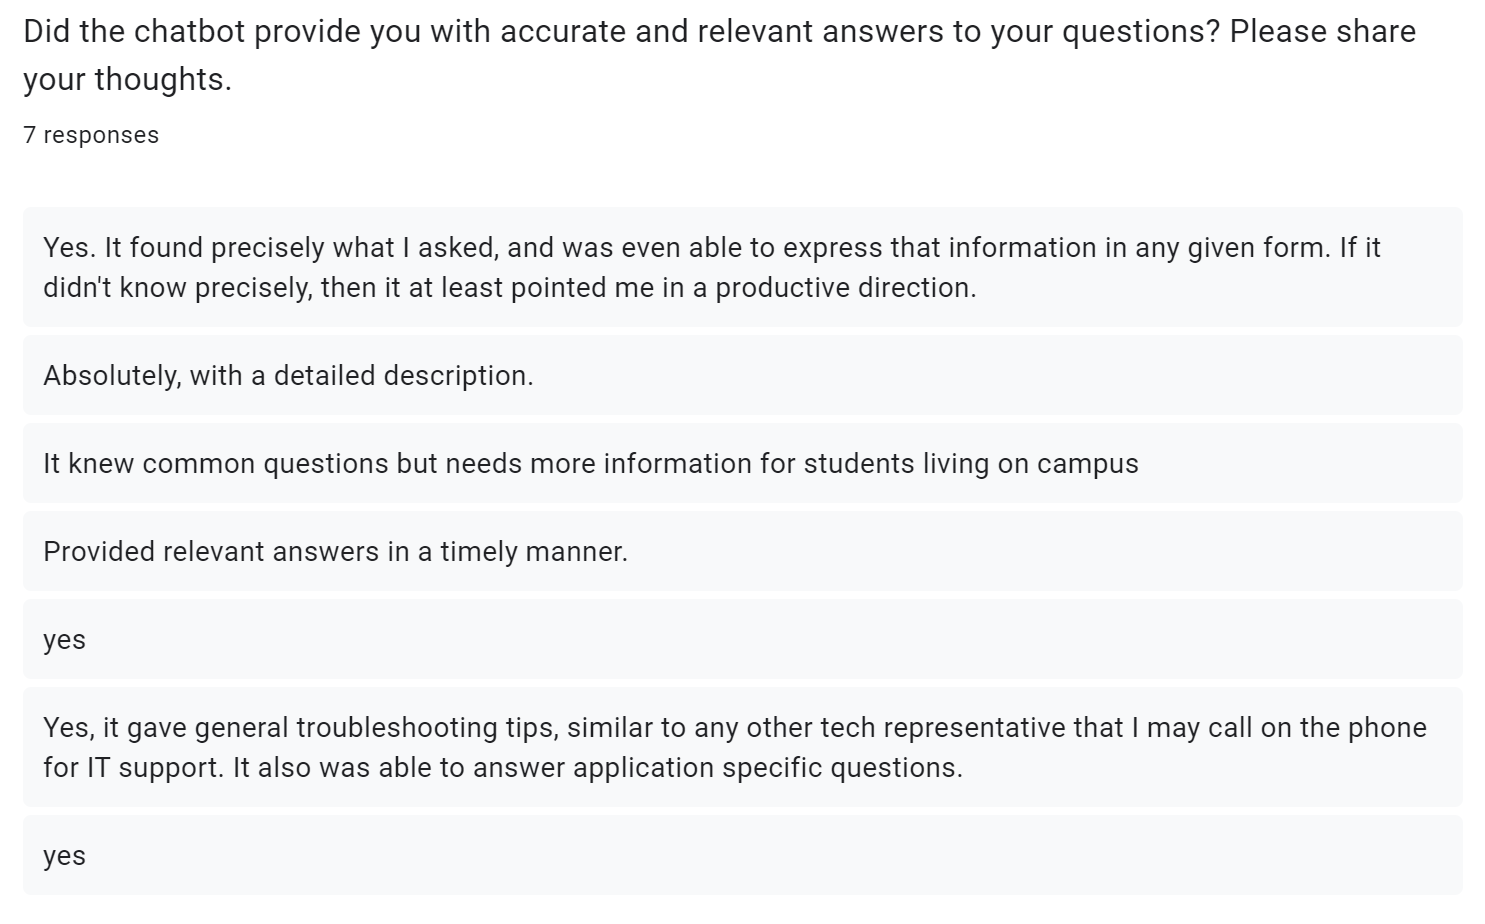 Did the chatbot provide you with accurate and relevant answers to your questions? Please share
your thoughts.
7 responses
Yes. It found precisely what I asked, and was even able to express that information in any given form. If it
didn't know precisely, then it at least pointed me in a productive direction.
Absolutely, with a detailed description.
It knew common questions but needs more information for students living on campus
Provided relevant answers in a timely manner.
yes
Yes, it gave general troubleshooting tips, similar to any other tech representative that I may call on the phone
for IT support. It also was able to answer application specific questions.
yes